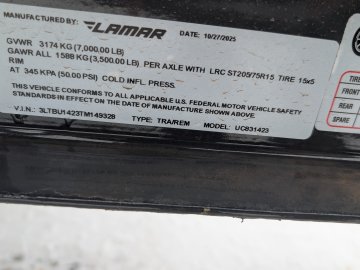 MANUFACTURED BY: LAMAR DATE: 10/27/2025
GVWR 3174 KG (7,000.00 LB)
GAWR ALL 1588 KG (3,500.00 LB) PER AXLE WITH LRC ST205/75R15 TIRE 15x5
RIM
AT 345 KPA (50.00 PSI) COLD INFL. PRESS.
THIS VEHICLE CONFORMS TO ALL APPLICABLE U.S. FEDERAL MOTOR VEHICLE SAFETY
STANDARDS IN EFFECT ON THE DATE OF MANUFACTURE SHOWN ABOVE.
V.I.N.: 3LTBU1423TM149328 TYPE: TRA/REM MODEL: UC831423
TIRE
FRONT
REAR
SPARE